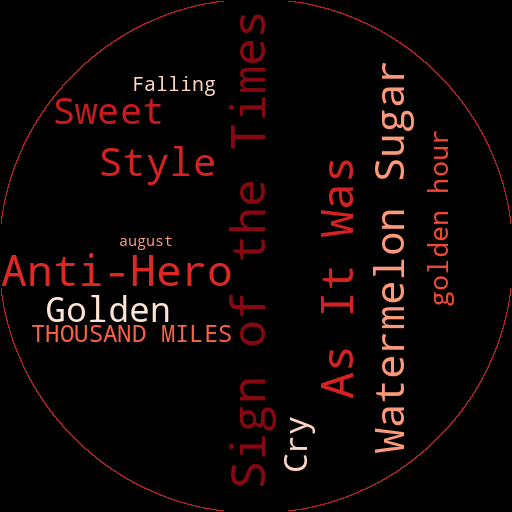 Falling
Sweet
Style
august
Anti-Hero
Golden
THOUSAND MILES
Sign of the Times
Cry
As It Was
Watermelon Sugar
golden hour